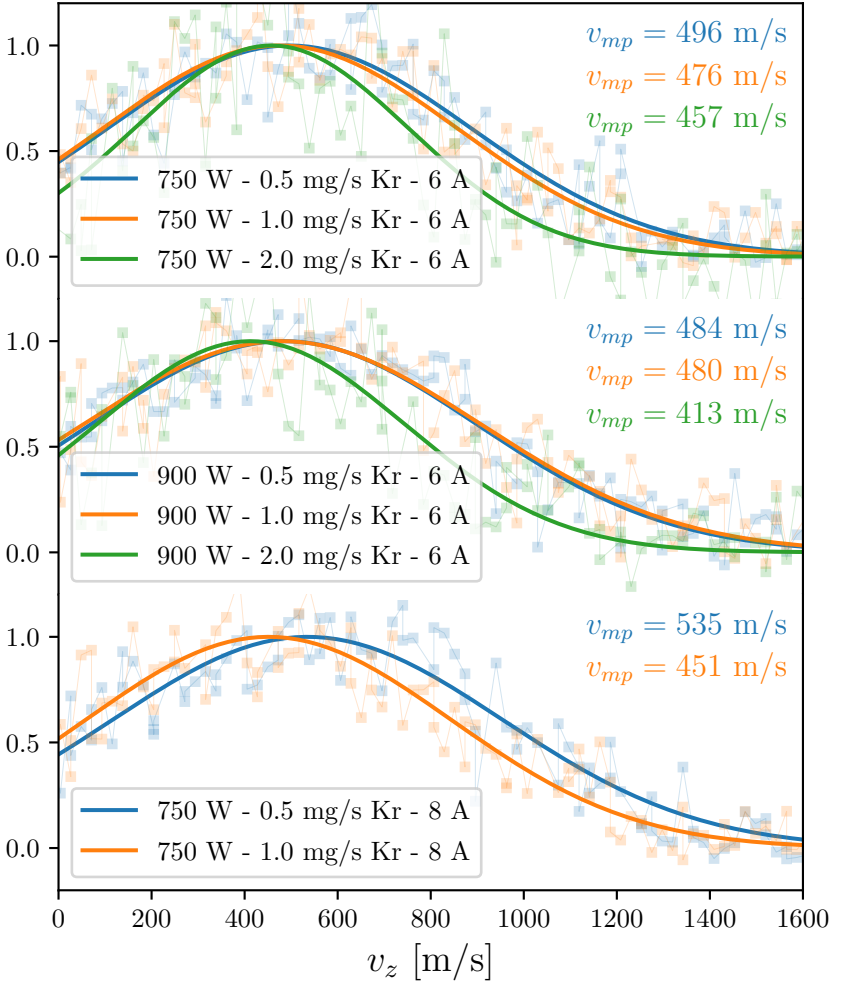 1.0
0.5
0.0
v_mp = 496 m/s
v_mp = 476 m/s
v_mp = 457 m/s
750 W - 0.5 mg/s Kr - 6 A
750 W - 1.0 mg/s Kr - 6 A
750 W - 2.0 mg/s Kr - 6 A
1.0
0.5
0.0
v_mp = 484 m/s
v_mp = 480 m/s
v_mp = 413 m/s
900 W - 0.5 mg/s Kr - 6 A
900 W - 1.0 mg/s Kr - 6 A
900 W - 2.0 mg/s Kr - 6 A
1.0
0.5
0.0
v_mp = 535 m/s
v_mp = 451 m/s
750 W - 0.5 mg/s Kr - 8 A
750 W - 1.0 mg/s Kr - 8 A
0 200 400 600 800 1000 1200 1400 1600
v_z [m/s]